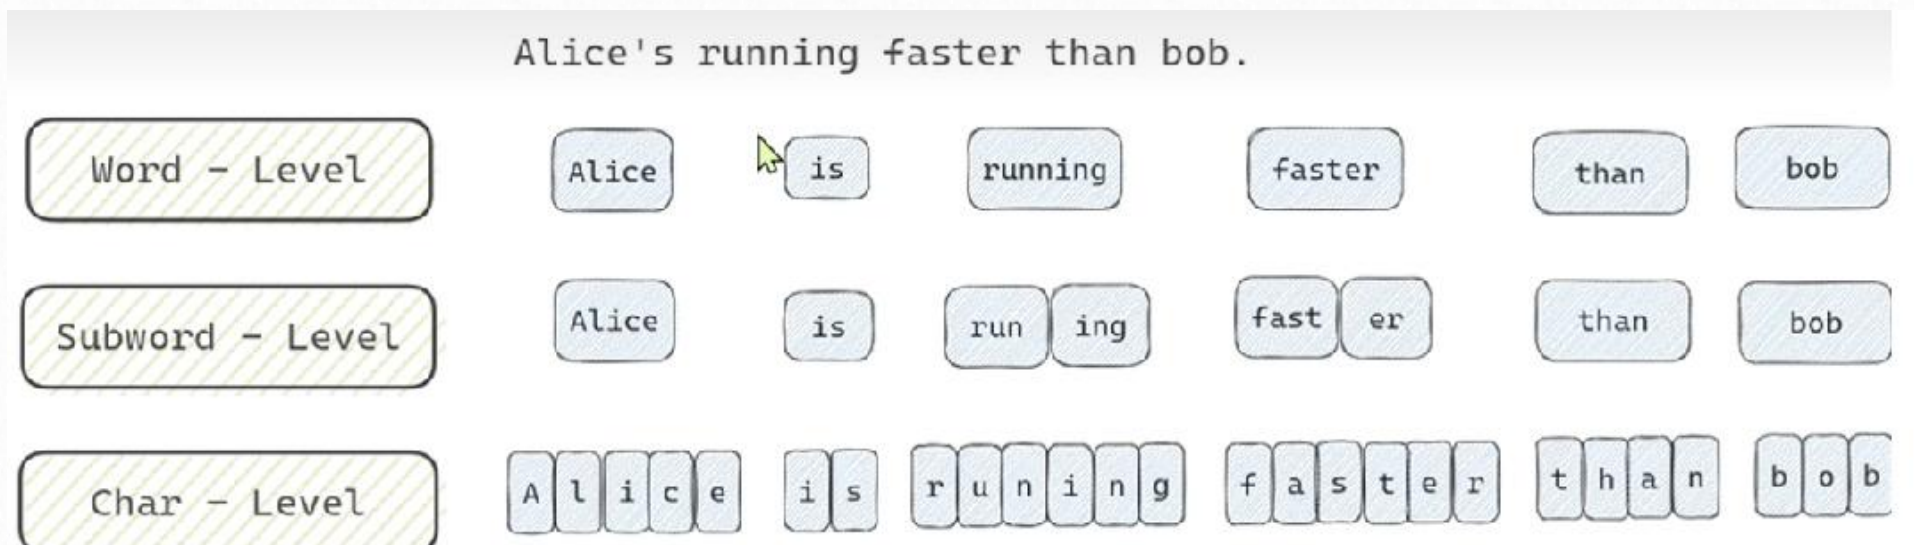 Alice's running faster than bob.
Word - Level Alice is running faster than bob
Subword - Level Alice is run ing fast er than bob
Char - Level A l i c e i s r u n i n g f a s t e r t h a n b o b